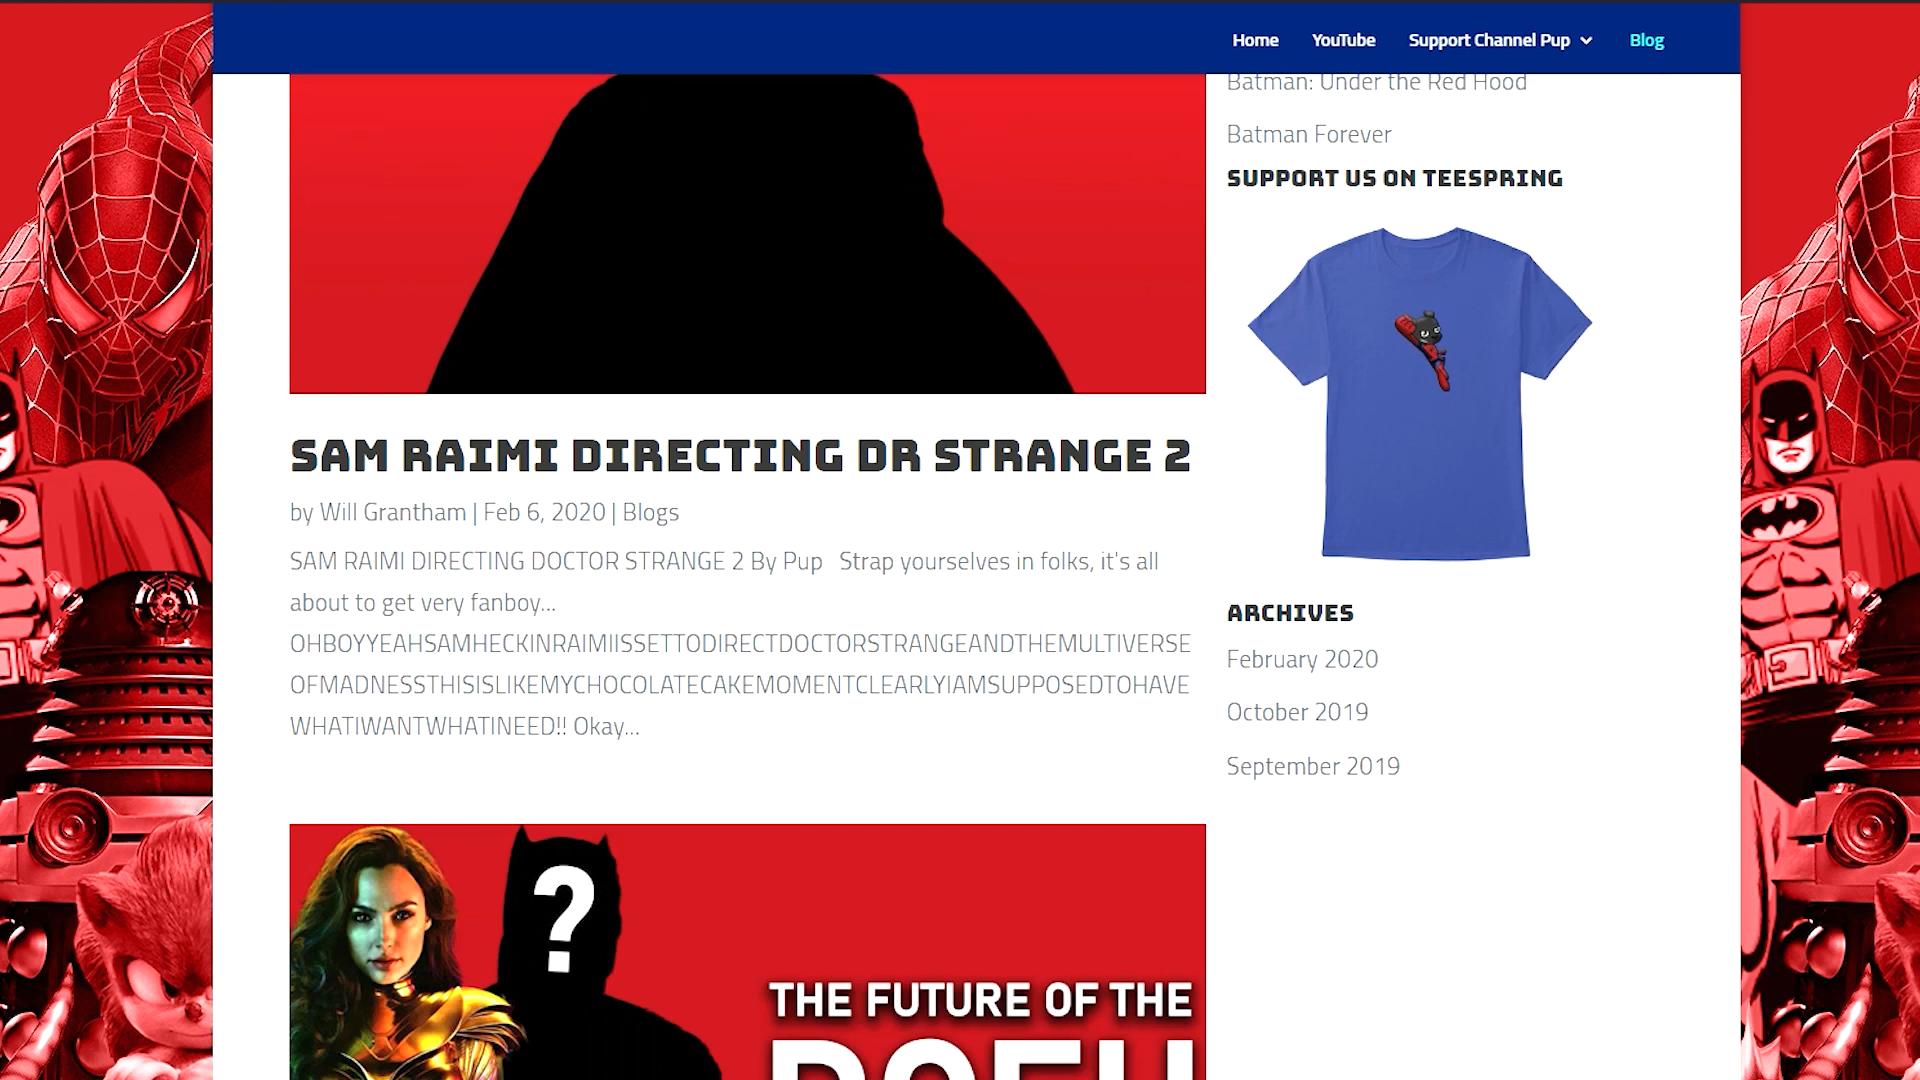 Home YouTube Support Channel Pup Blog
SAM RAIMI DIRECTING DR STRANGE 2
by Will Grantham | Feb 6, 2020 | Blogs
SAM RAIMI DIRECTING DOCTOR STRANGE 2 By Pup Strap yourselves in folks, it's all
about to get very fanboy...
OHBOYYEAHSAMHECKINRAIMIISSETTODIRECTDOCTORSTRANGEANDTHEMULTIVERSE
OFMADNESSTHISISLIKEMYCHOCOLATECAKEMOMENTCLEARLYIAMSUPPOSEDTOHAVE
WHATIWANTWHATINEED!! Okay...
?
THE FUTURE OF THE
DCEU
Batman: Under the Red Hood
Batman Forever
SUPPORT US ON TEESPRING
ARCHIVES
February 2020
October 2019
September 2019